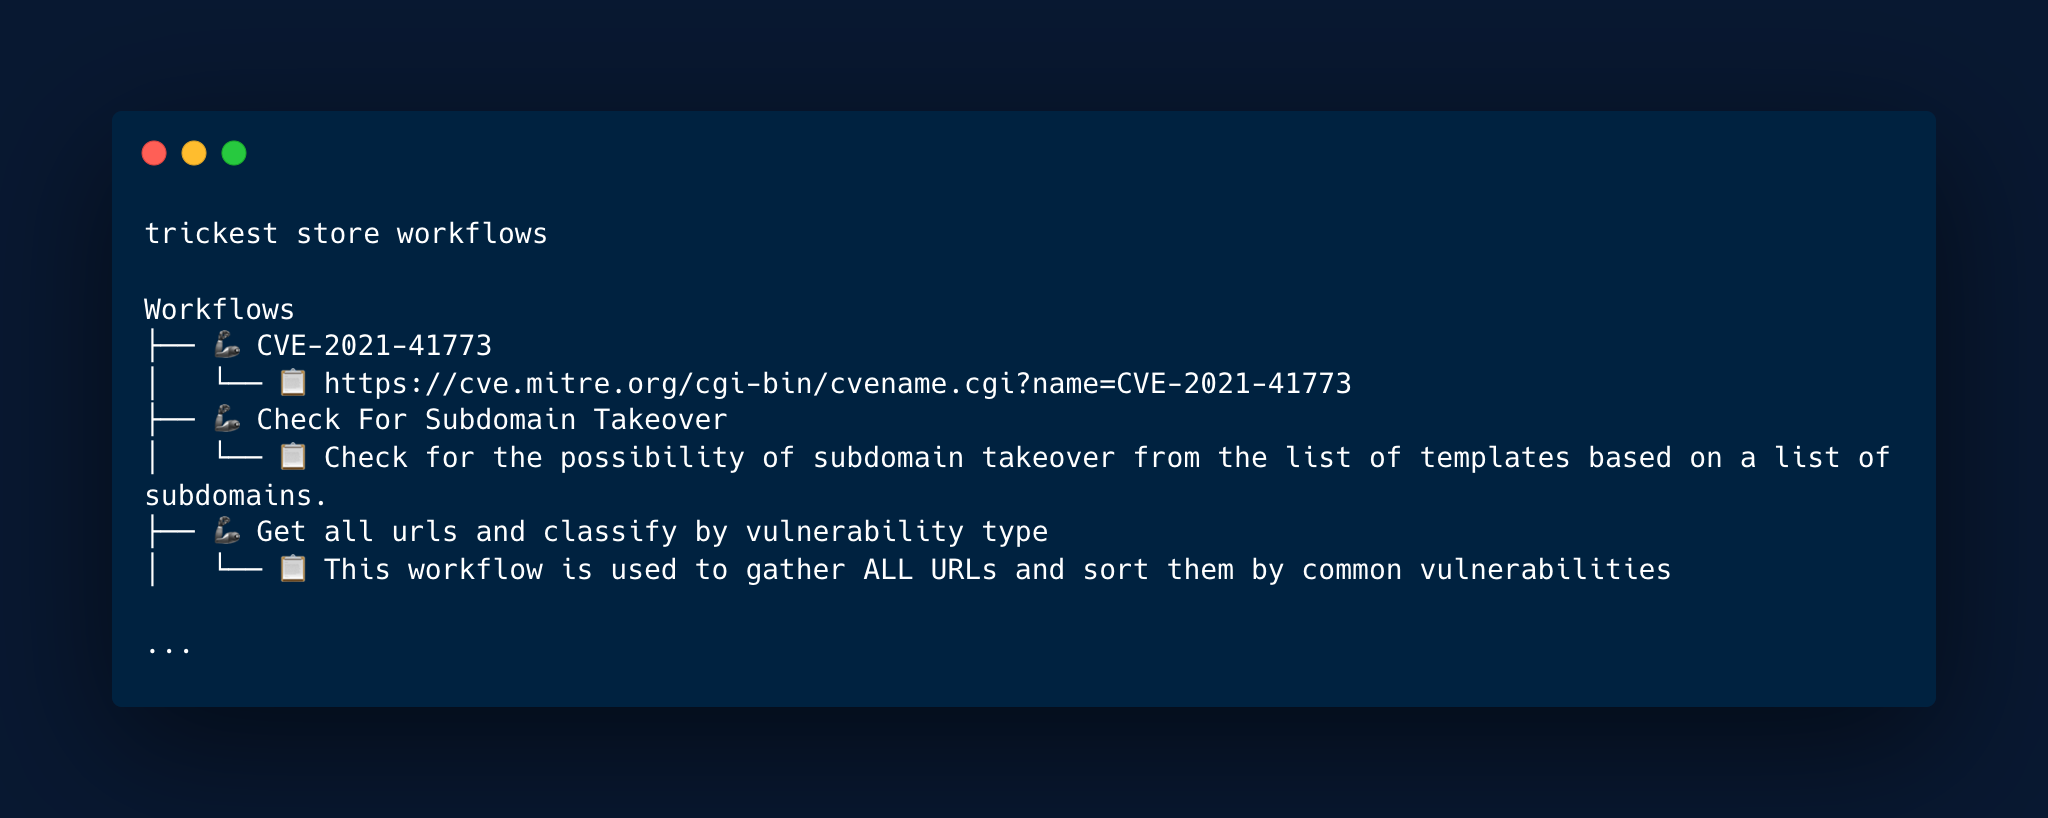 trickest store workflows
Workflows
├── 🦾 CVE-2021-41773
│   └── 📋 https://cve.mitre.org/cgi-bin/cvename.cgi?name=CVE-2021-41773
├── 🦾 Check For Subdomain Takeover
│   └── 📋 Check for the possibility of subdomain takeover from the list of templates based on a list of
subdomains.
├── 🦾 Get all urls and classify by vulnerability type
│   └── 📋 This workflow is used to gather ALL URLs and sort them by common vulnerabilities
...